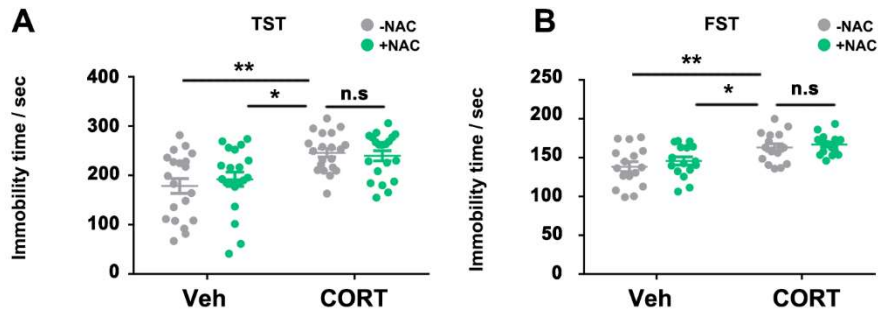 A
TST
-NAC
+NAC
Immobility time / sec
400
300
200
100
0
**
*
n.s
Veh
CORT
B
FST
-NAC
+NAC
Immobility time / sec
250
200
150
100
50
0
**
*
n.s
Veh
CORT